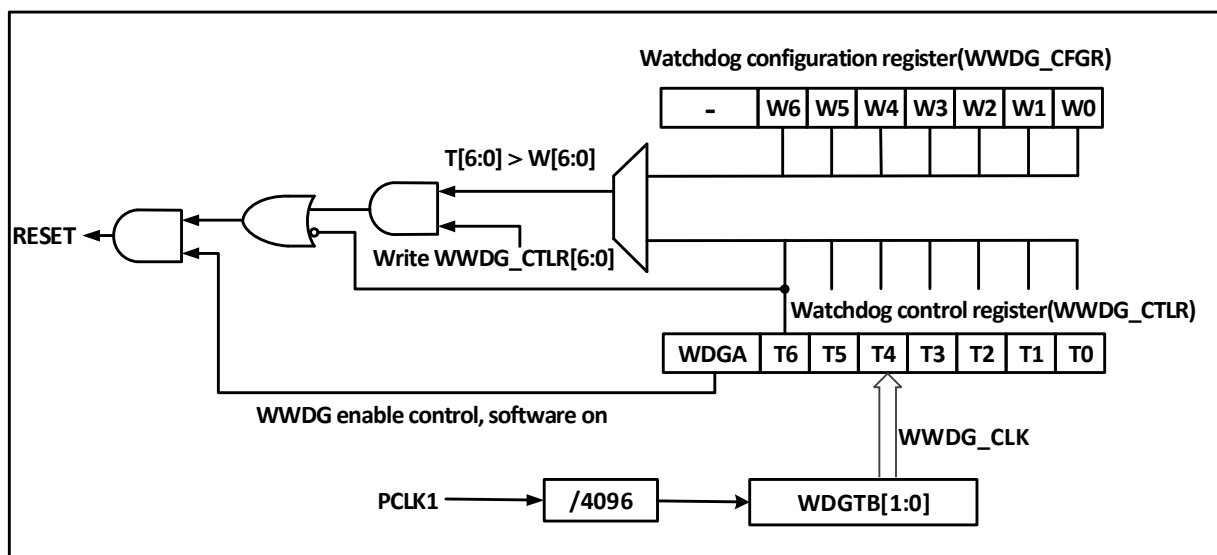 Watchdog configuration register(WWDG_CFGR)
- W6 W5 W4 W3 W2 W1 W0
T[6:0] > W[6:0]
RESET
Write WWDG_CTLR[6:0]
Watchdog control register(WWDG_CTLR)
WDGA T6 T5 T4 T3 T2 T1 T0
WWDG enable control, software on
WWDG_CLK
PCLK1 /4096 WDGTB[1:0]